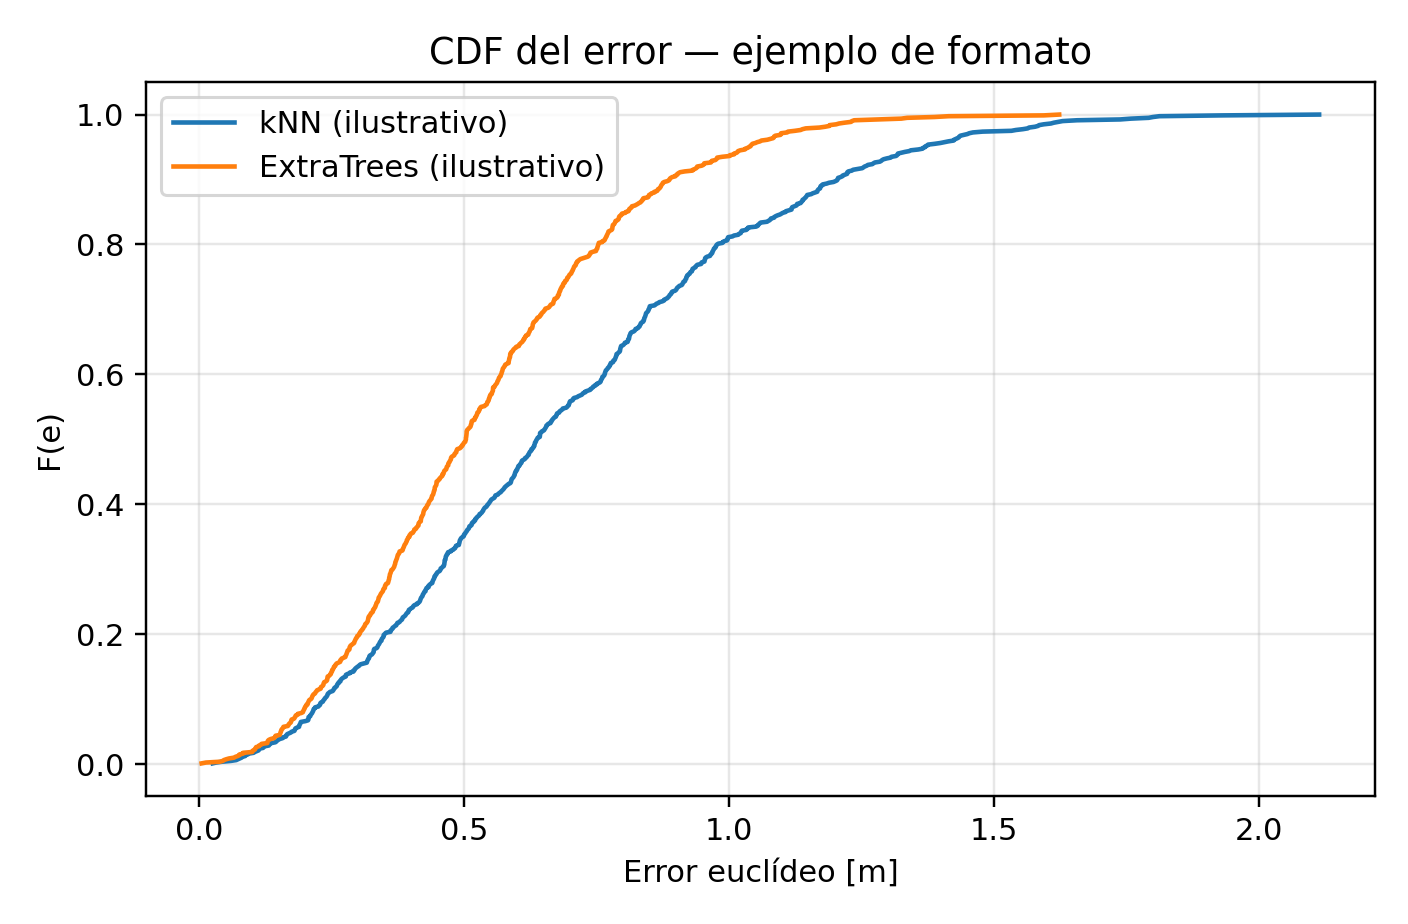 CDF del error — ejemplo de formato
kNN (ilustrativo)
ExtraTrees (ilustrativo)
1.0
0.8
0.6
0.4
0.2
0.0
F(e)
0.0 0.5 1.0 1.5 2.0
Error euclídeo [m]